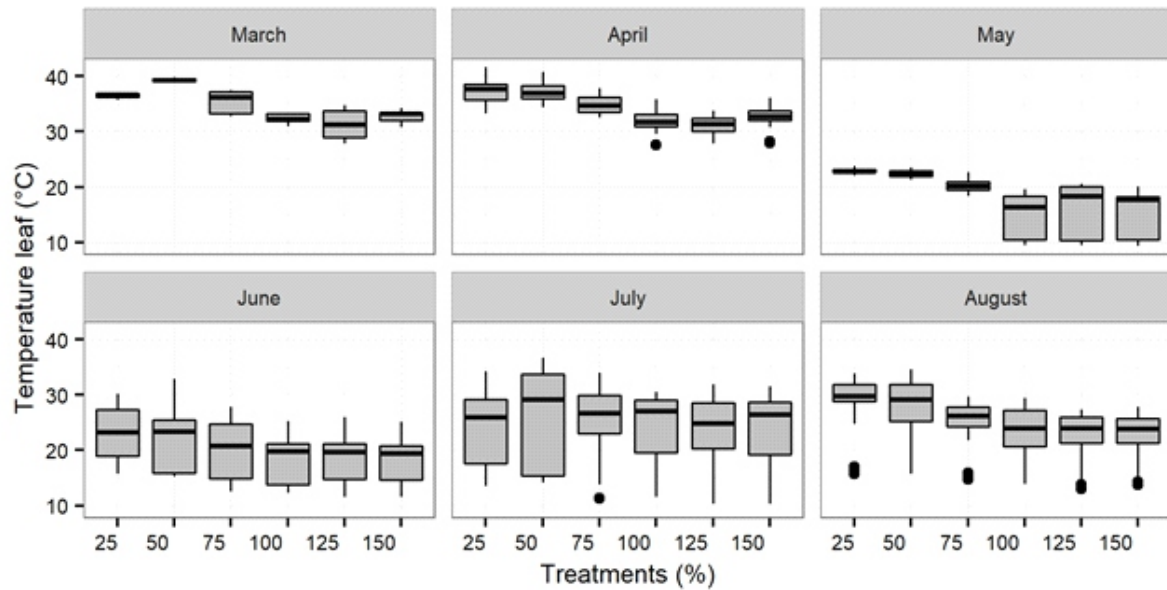 March April May
40
30
20
10
June July August
40
30
20
10
Temperature leaf (°C)
25 50 75 100 125 150 25 50 75 100 125 150 25 50 75 100 125 150
Treatments (%)